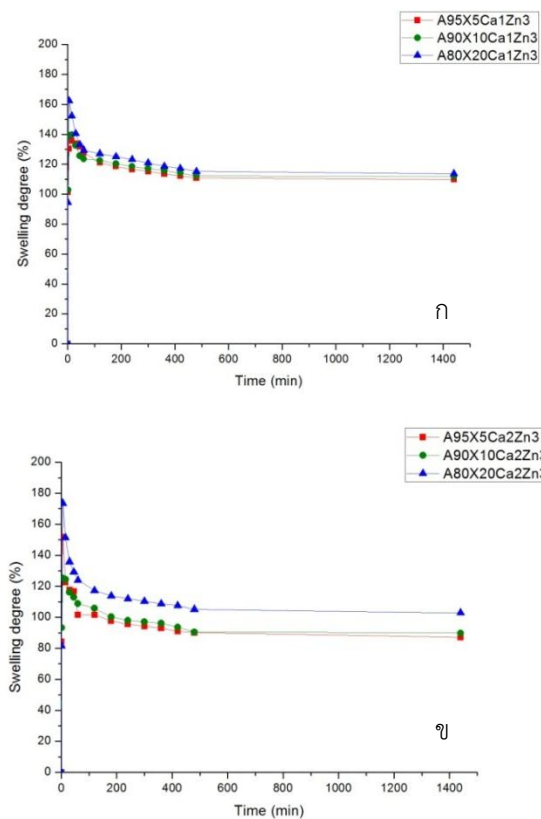 A95X5Ca1Zn3
A90X10Ca1Zn3
A80X20Ca1Zn3
200
180
160
140
120
100
80
60
40
20
0
Swelling degree (%)
0 200 400 600 800 1000 1200 1400
Time (min)
ก
A95X5Ca2Zn3
A90X10Ca2Zn3
A80X20Ca2Zn3
200
180
160
140
120
100
80
60
40
20
0
Swelling degree (%)
0 200 400 600 800 1000 1200 1400
Time (min)
ข